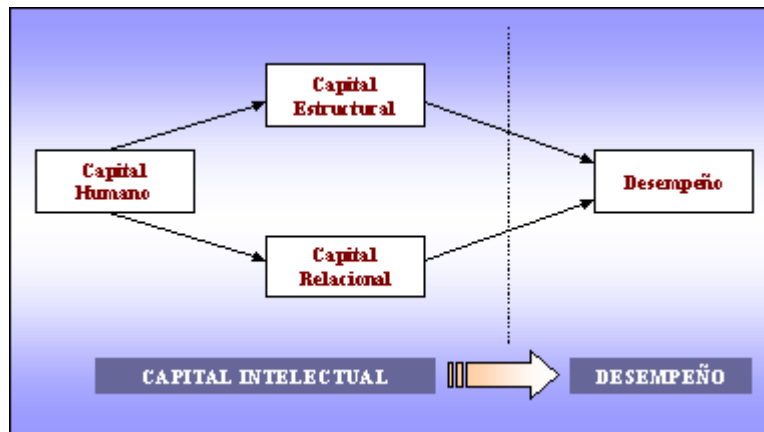 Capital
Estructural
Capital
Humano
Desempeño
Capital
Relacional
CAPITAL INTELECTUAL
DESEMPEÑO